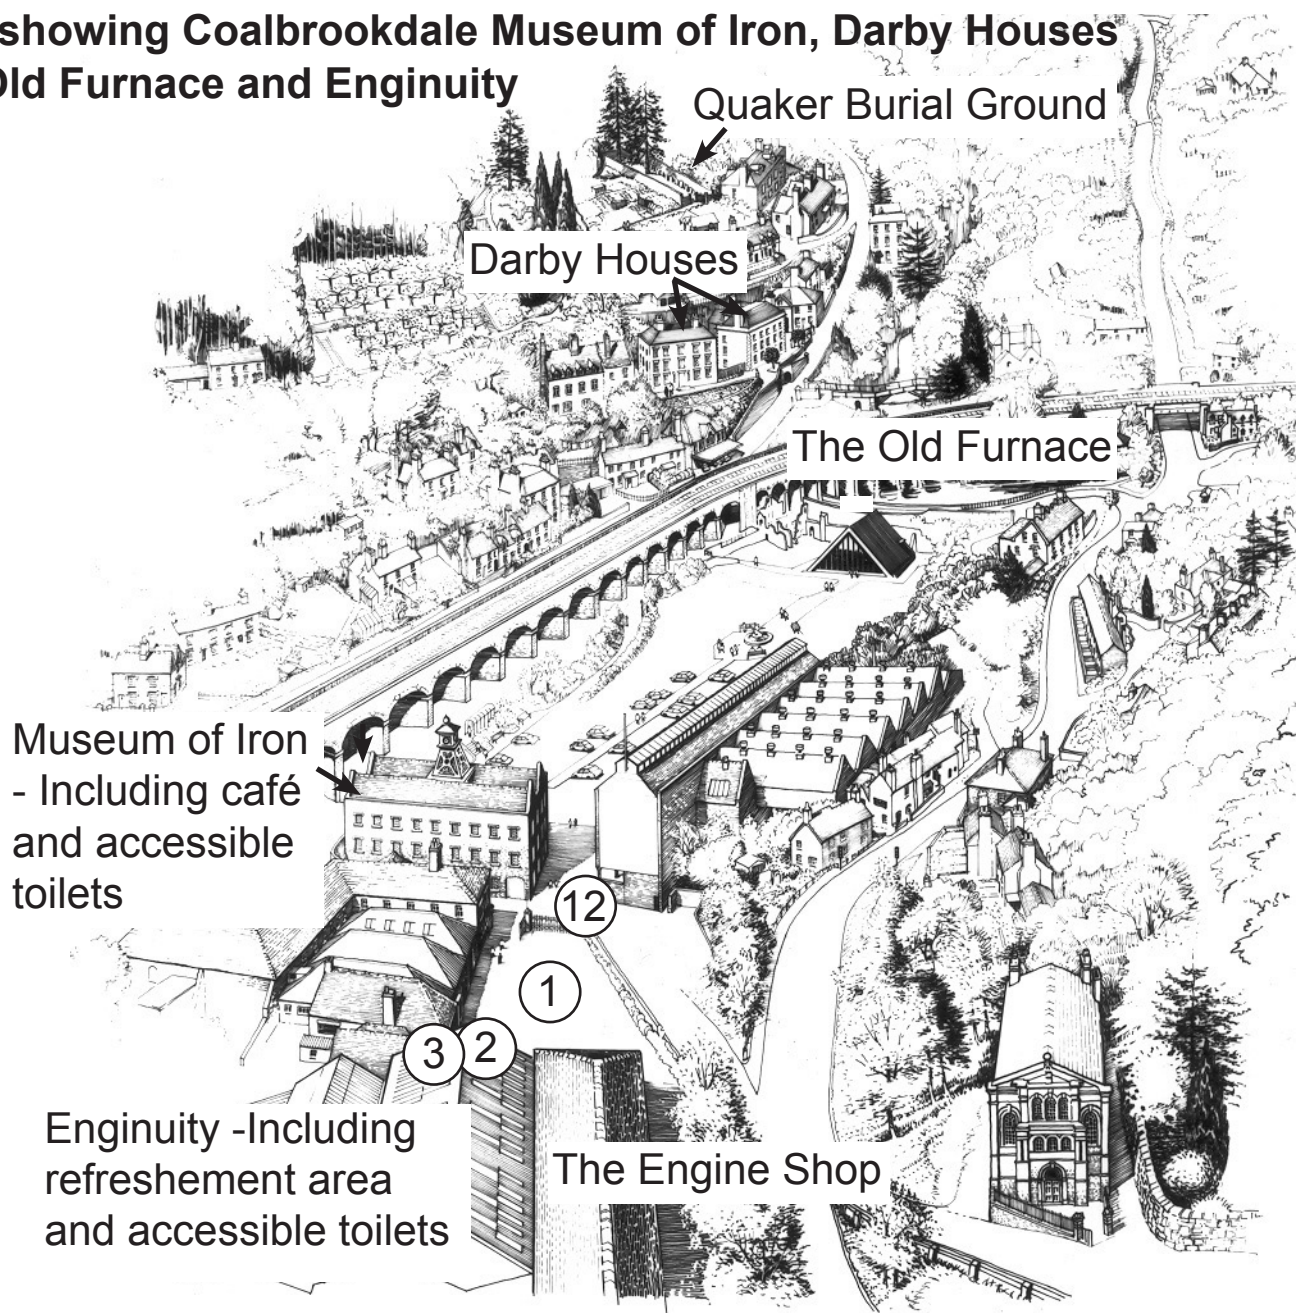 showing Coalbrookdale Museum of Iron, Darby Houses
Old Furnace and Enginuity
Quaker Burial Ground
Darby Houses
The Old Furnace
Museum of Iron
- Including café
and accessible
toilets
12
1
2
3
Enginuity -Including
refreshement area
and accessible toilets
The Engine Shop